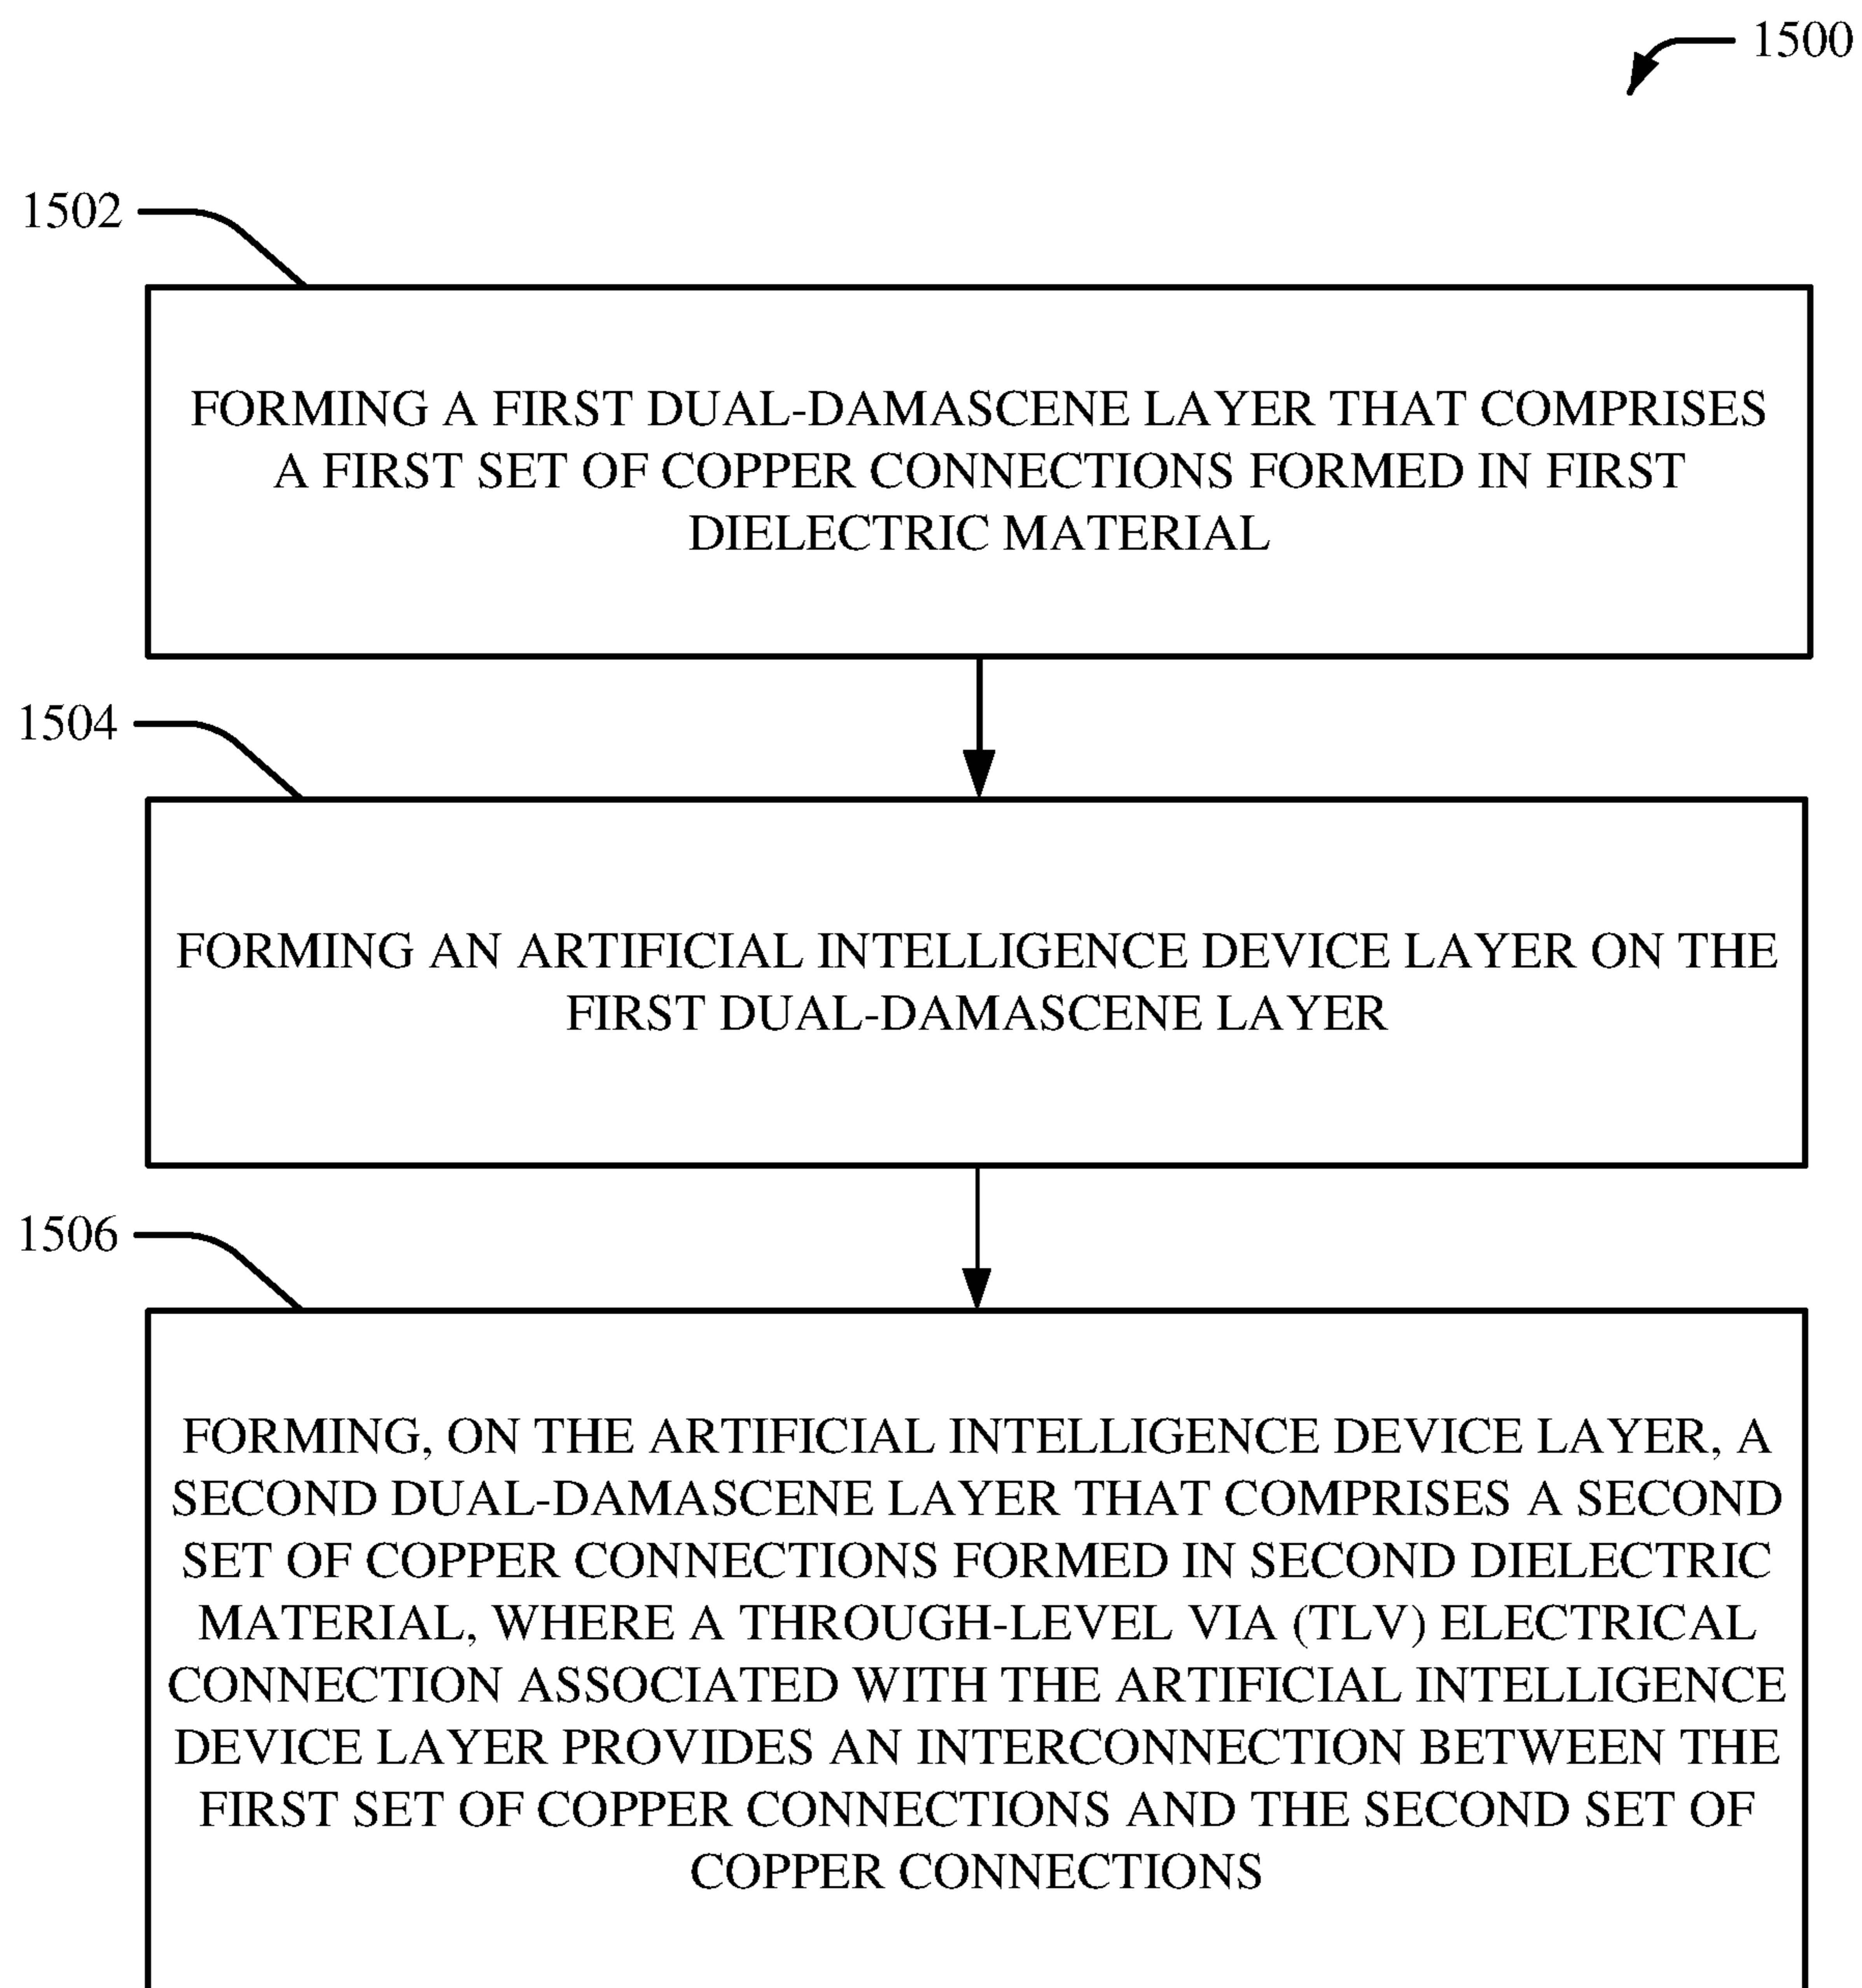 1500
1502
FORMING A FIRST DUAL-DAMASCENE LAYER THAT COMPRISES
A FIRST SET OF COPPER CONNECTIONS FORMED IN FIRST
DIELECTRIC MATERIAL
1504
FORMING AN ARTIFICIAL INTELLIGENCE DEVICE LAYER ON THE
FIRST DUAL-DAMASCENE LAYER
1506
FORMING, ON THE ARTIFICIAL INTELLIGENCE DEVICE LAYER, A
SECOND DUAL-DAMASCENE LAYER THAT COMPRISES A SECOND
SET OF COPPER CONNECTIONS FORMED IN SECOND DIELECTRIC
MATERIAL, WHERE A THROUGH-LEVEL VIA (TLV) ELECTRICAL
CONNECTION ASSOCIATED WITH THE ARTIFICIAL INTELLIGENCE
DEVICE LAYER PROVIDES AN INTERCONNECTION BETWEEN THE
FIRST SET OF COPPER CONNECTIONS AND THE SECOND SET OF
COPPER CONNECTIONS